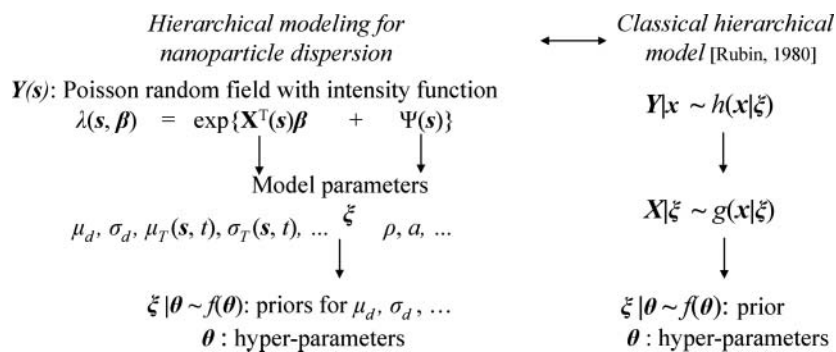 Hierarchical modeling for
nanoparticle dispersion
Y(s): Poisson random field with intensity function
λ(s, β) = exp{Xᵀ(s)β + Ψ(s)}
Model parameters
ξ
μ_d, σ_d, μ_T(s, t), σ_T(s, t), ... ρ, a, ...
ξ|θ ~ f(θ): priors for μ_d, σ_d, ...
θ : hyper-parameters
Classical hierarchical
model [Rubin, 1980]
Y|x ~ h(x|ξ)
X|ξ ~ g(x|ξ)
ξ|θ ~ f(θ): prior
θ : hyper-parameters